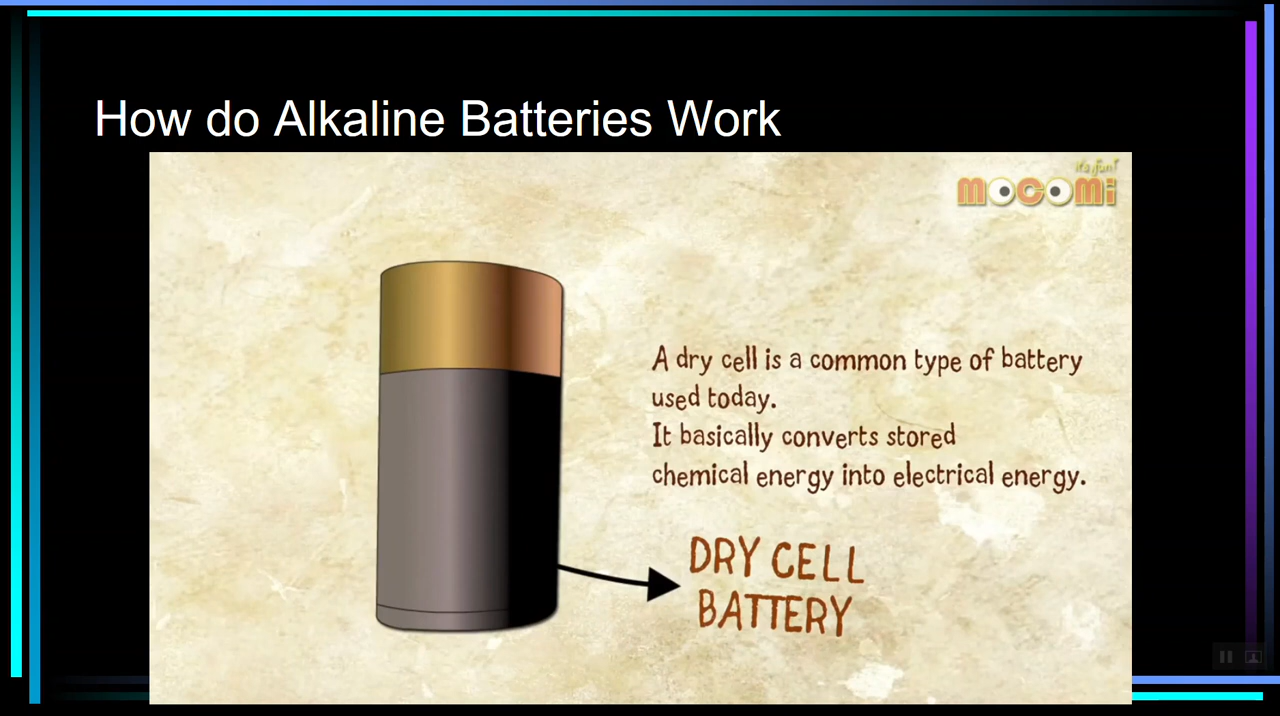 How do Alkaline Batteries Work
it's fun!
mocomi
A dry cell is a common type of battery
used today.
It basically converts stored
chemical energy into electrical energy.
DRY CELL
BATTERY